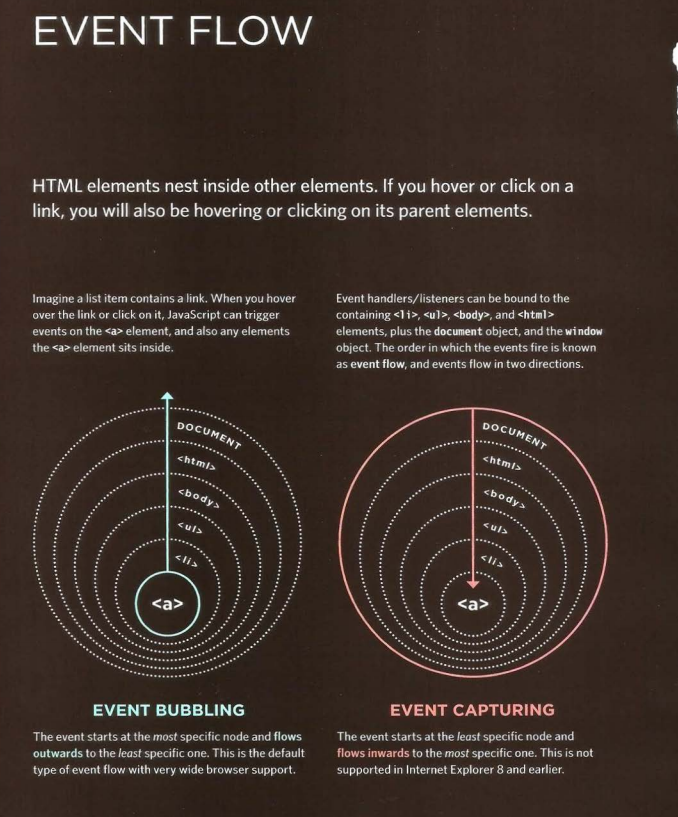 EVENT FLOW
HTML elements nest inside other elements. If you hover or click on a
link, you will also be hovering or clicking on its parent elements.
Imagine a list item contains a link. When you hover
over the link or click on it, JavaScript can trigger
events on the <a> element, and also any elements
the <a> element sits inside.
Event handlers/listeners can be bound to the
containing <li>, <ul>, <body>, and <html>
elements, plus the document object, and the window
object. The order in which the events fire is known
as event flow, and events flow in two directions.
DOCUMENT
<html>
<body>
<ul>
<li>
<a>
DOCUMENT
<html>
<body>
<ul>
<li>
<a>
EVENT BUBBLING
The event starts at the most specific node and flows
outwards to the least specific one. This is the default
type of event flow with very wide browser support.
EVENT CAPTURING
The event starts at the least specific node and
flows inwards to the most specific one. This is not
supported in Internet Explorer 8 and earlier.